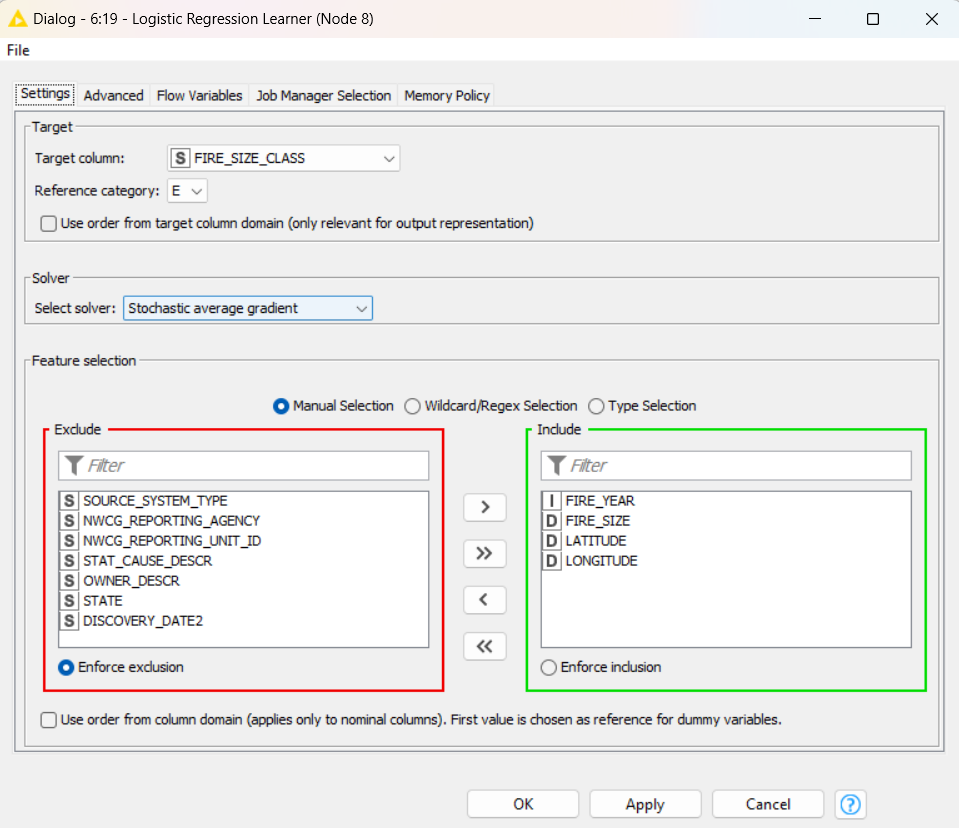 Dialog - 6:19 - Logistic Regression Learner (Node 8)
File
Settings Advanced Flow Variables Job Manager Selection Memory Policy
Target
Target column: S FIRE_SIZE_CLASS
Reference category: E
Use order from target column domain (only relevant for output representation)
Solver
Select solver: Stochastic average gradient
Feature selection
Manual Selection Wildcard/Regex Selection Type Selection
Exclude
Filter
S SOURCE_SYSTEM_TYPE
S NWCG_REPORTING_AGENCY
S NWCG_REPORTING_UNIT_ID
S STAT_CAUSE_DESCR
S OWNER_DESCR
S STATE
S DISCOVERY_DATE2
Enforce exclusion
>
>>
<
<<
Include
Filter
I FIRE_YEAR
D FIRE_SIZE
D LATITUDE
D LONGITUDE
Enforce inclusion
Use order from column domain (applies only to nominal columns). First value is chosen as reference for dummy variables.
OK Apply Cancel ?